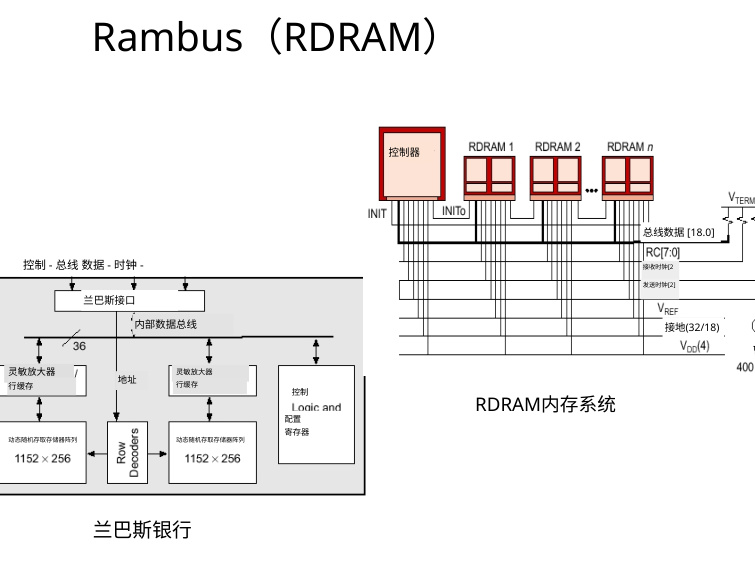 Rambus（RDRAM）
控制器
RDRAM 1
RDRAM 2
RDRAM n
INIT
INITo
VTERM
总线数据 [18.0]
RC[7:0]
接收时钟[2
发送时钟[2]
VREF
接地(32/18)
VDD(4)
400
RDRAM内存系统
控制 - 总线 数据 - 时钟 -
兰巴斯接口
内部数据总线
36
灵敏放大器 /
行缓存
地址
灵敏放大器
行缓存
控制
Logic and
配置
寄存器
动态随机存取存储器阵列
1152 × 256
Row
Decoders
动态随机存取存储器阵列
1152 × 256
兰巴斯银行